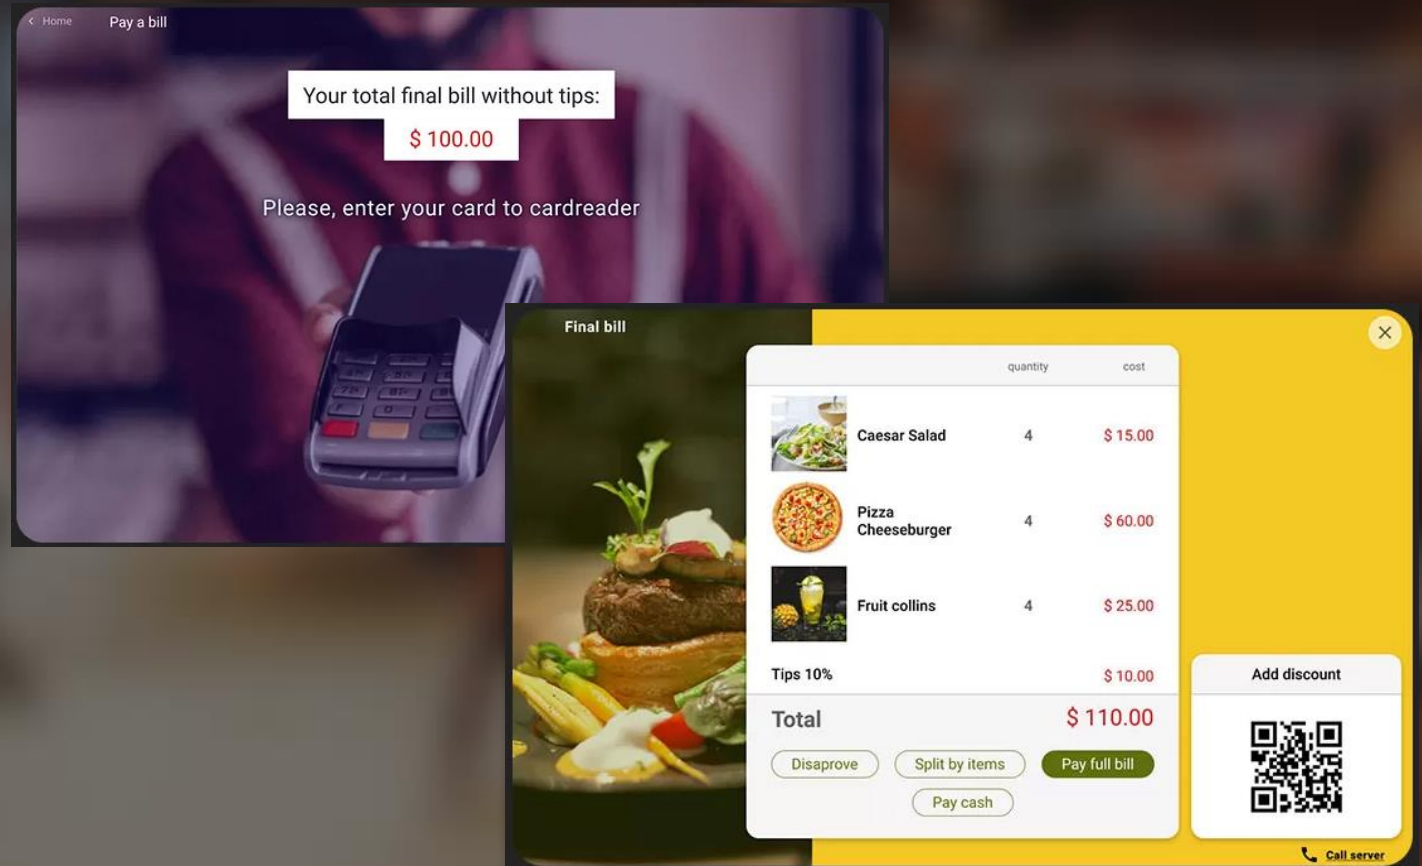 Home
Pay a bill
Your total final bill without tips:
$ 100.00
Please, enter your card to cardreader
Final bill
quantity cost
Caesar Salad 4 $ 15.00
Pizza
Cheeseburger 4 $ 60.00
Fruit collins 4 $ 25.00
Tips 10% $ 10.00
Total $ 110.00
Disaprove Split by items Pay full bill
Pay cash
Add discount
Call server